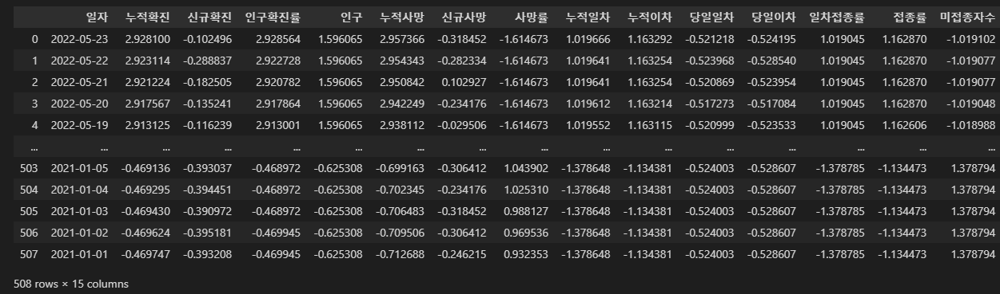 일자 누적확진 신규확진 인구확진률 인구 누적사망 신규사망 사망률 누적일차 누적이차 당일일차 당일이차 일차접종률 접종률 미접종자수
0 2022-05-23 2.928100 -0.102496 2.928564 1.596065 2.957366 -0.318452 -1.614673 1.019666 1.163292 -0.521218 -0.524195 1.019045 1.162870 -1.019102
1 2022-05-22 2.923114 -0.288837 2.922728 1.596065 2.954343 -0.282334 -1.614673 1.019641 1.163254 -0.523968 -0.528540 1.019045 1.162870 -1.019077
2 2022-05-21 2.921224 -0.182505 2.920782 1.596065 2.950842 0.102927 -1.614673 1.019641 1.163254 -0.520869 -0.523954 1.019045 1.162870 -1.019077
3 2022-05-20 2.917567 -0.135241 2.917864 1.596065 2.942249 -0.234176 -1.614673 1.019612 1.163214 -0.517273 -0.517084 1.019045 1.162870 -1.019048
4 2022-05-19 2.913125 -0.116239 2.913001 1.596065 2.938112 -0.029506 -1.614673 1.019552 1.163115 -0.520999 -0.523533 1.019045 1.162606 -1.018988
... ... ... ... ... ... ... ... ... ... ... ... ... ... ... ...
503 2021-01-05 -0.469136 -0.393037 -0.468972 -0.625308 -0.699163 -0.306412 1.043902 -1.378648 -1.134381 -0.524003 -0.528607 -1.378785 -1.134473 1.378794
504 2021-01-04 -0.469295 -0.394451 -0.468972 -0.625308 -0.702345 -0.234176 1.025310 -1.378648 -1.134381 -0.524003 -0.528607 -1.378785 -1.134473 1.378794
505 2021-01-03 -0.469430 -0.390972 -0.468972 -0.625308 -0.706483 -0.318452 0.988127 -1.378648 -1.134381 -0.524003 -0.528607 -1.378785 -1.134473 1.378794
506 2021-01-02 -0.469624 -0.395181 -0.469945 -0.625308 -0.709506 -0.306412 0.969536 -1.378648 -1.134381 -0.524003 -0.528607 -1.378785 -1.134473 1.378794
507 2021-01-01 -0.469747 -0.393208 -0.469945 -0.625308 -0.712688 -0.246215 0.932353 -1.378648 -1.134381 -0.524003 -0.528607 -1.378785 -1.134473 1.378794
508 rows × 15 columns